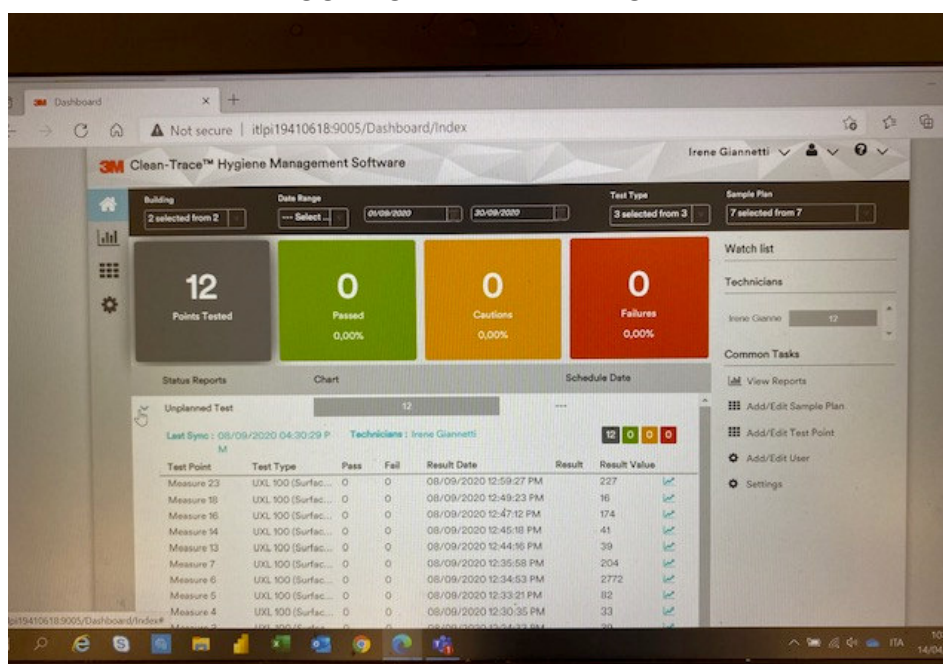 3M Dashboard × +
Not secure | itlpi19410618:9005/Dashboard/Index
Irene Giannetti
3M Clean-Trace™ Hygiene Management Software
Building Date Range Test Type Sample Plan
2 selected from 2 --- Select ... 01/09/2020 30/09/2020 3 selected from 3 7 selected from 7
12 0 0 0
Points Tested Passed Cautions Failures
0,00% 0,00% 0,00%
Watch list
Technicians
Irene Gianne 12
Common Tasks
View Reports
Add/Edit Sample Plan
Add/Edit Test Point
Add/Edit User
Settings
Status Reports Chart Schedule Date
Unplanned Test 12 ---
Last Sync : 08/09/2020 04:30:29 P
M
Technicians : Irene Giannetti 12 0 0 0
Test Point Test Type Pass Fail Result Date Result Result Value
Measure 23 UXL 100 (Surfac... 0 0 08/09/2020 12:59:27 PM 227
Measure 18 UXL 100 (Surfac... 0 0 08/09/2020 12:49:23 PM 16
Measure 16 UXL 100 (Surfac... 0 0 08/09/2020 12:47:12 PM 174
Measure 14 UXL 100 (Surfac... 0 0 08/09/2020 12:45:18 PM 41
Measure 13 UXL 100 (Surfac... 0 0 08/09/2020 12:44:16 PM 39
Measure 7 UXL 100 (Surfac... 0 0 08/09/2020 12:35:58 PM 204
Measure 6 UXL 100 (Surfac... 0 0 08/09/2020 12:34:53 PM 2772
Measure 5 UXL 100 (Surfac... 0 0 08/09/2020 12:33:21 PM 82
Measure 4 UXL 100 (Surfac... 0 0 08/09/2020 12:30:35 PM 33
pi19410618:9005/Dashboard/Index#
ITA
10
14/04